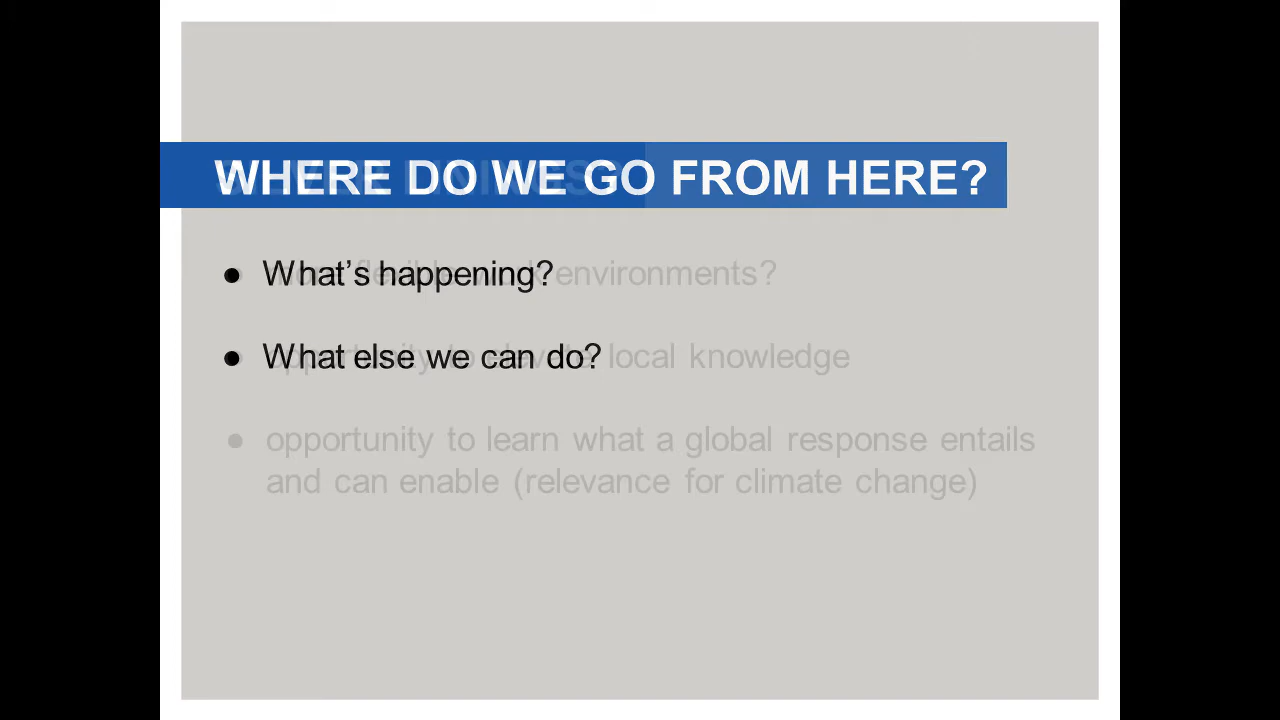 WHERE DO WE GO FROM HERE?
● What's happening?
environments?
● What else we can do?
local knowledge
● opportunity to learn what a global response entails
and can enable (relevance for climate change)